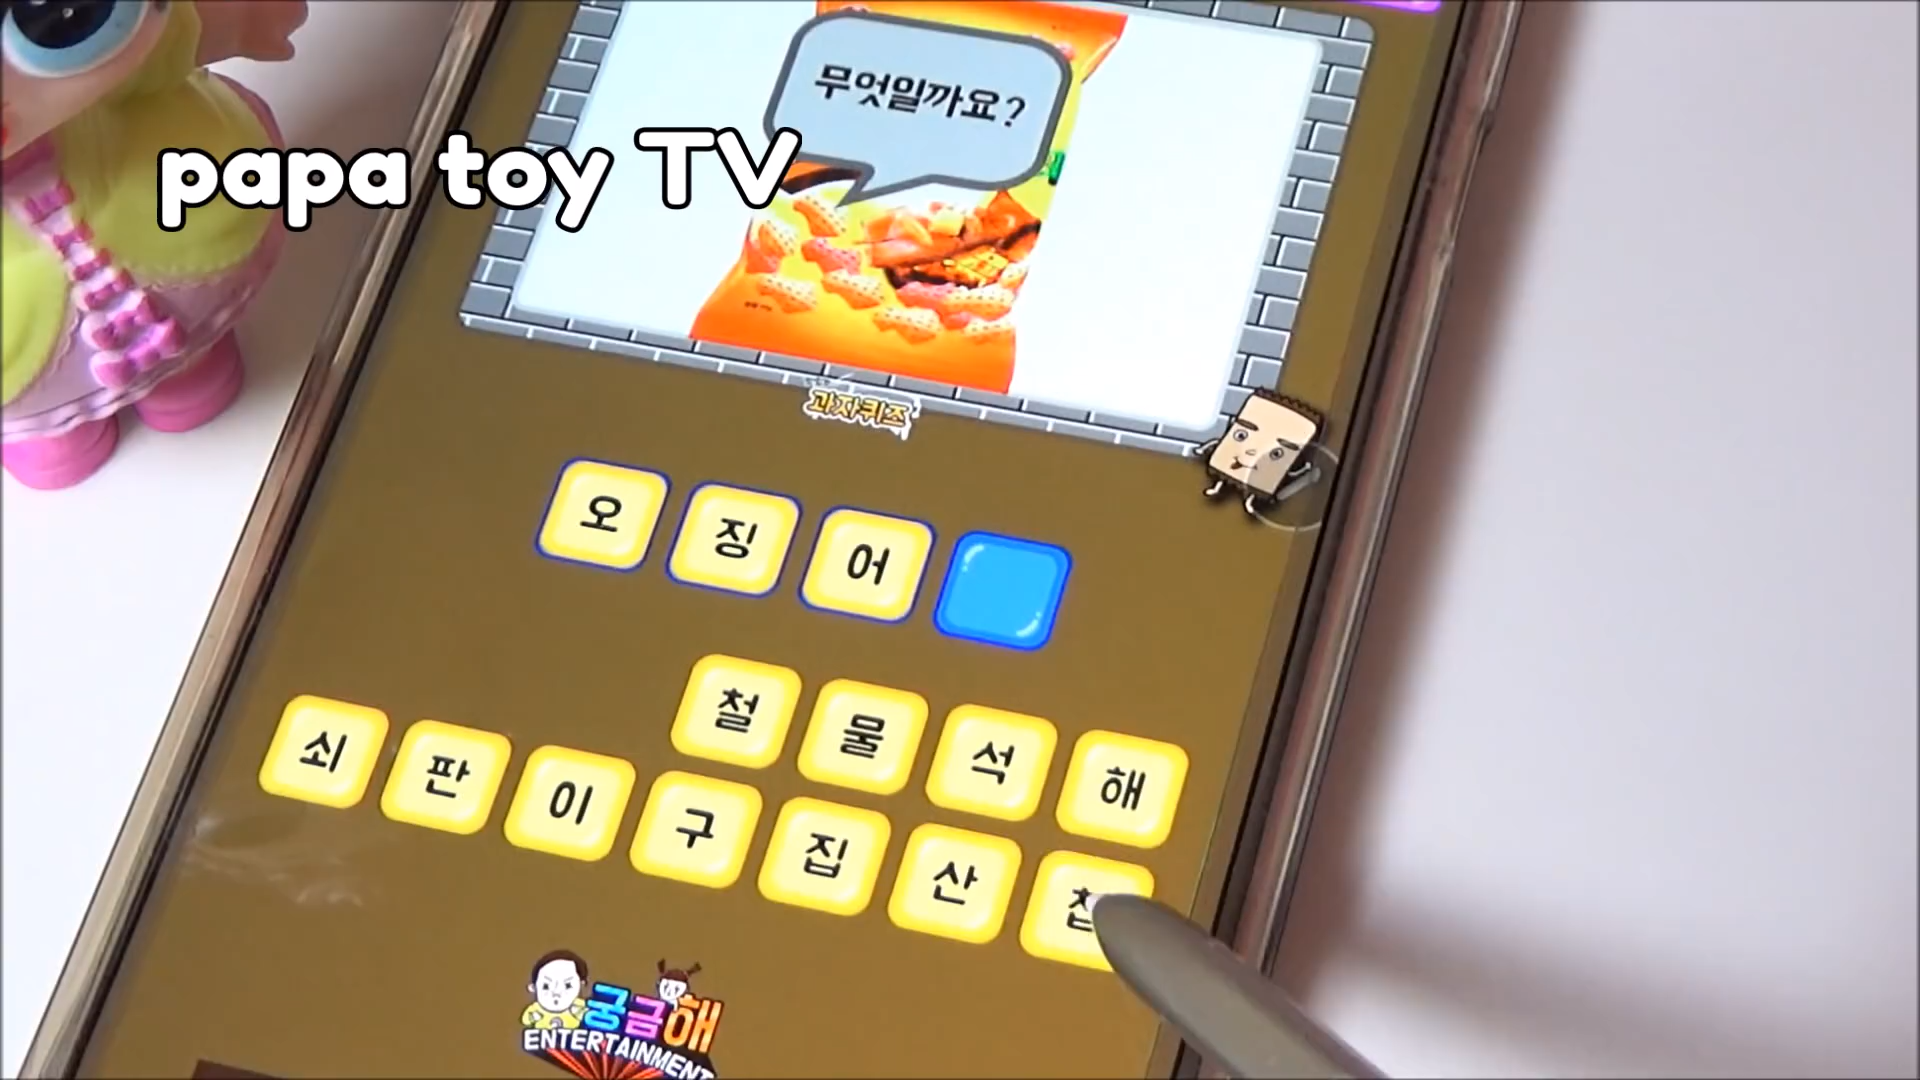 무엇일까요?
papa toy TV
과자퀴즈
오 징 어
철 물 석 해
쇠 판 이 구 집 산
궁금해
ENTERTAINMENT